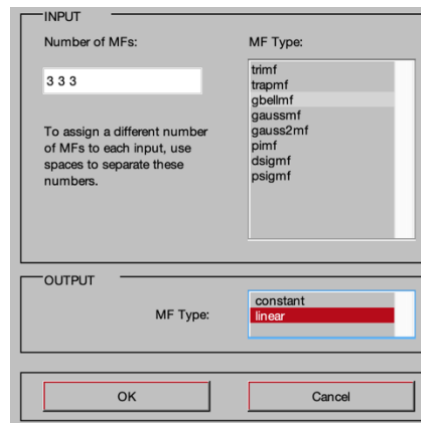 INPUT
Number of MFs:
MF Type:
3 3 3
To assign a different number
of MFs to each input, use
spaces to separate these
numbers.
trimf
trapmf
gbellmf
gaussmf
gauss2mf
pimf
dsigmf
psigmf
OUTPUT
MF Type:
constant
linear
OK
Cancel